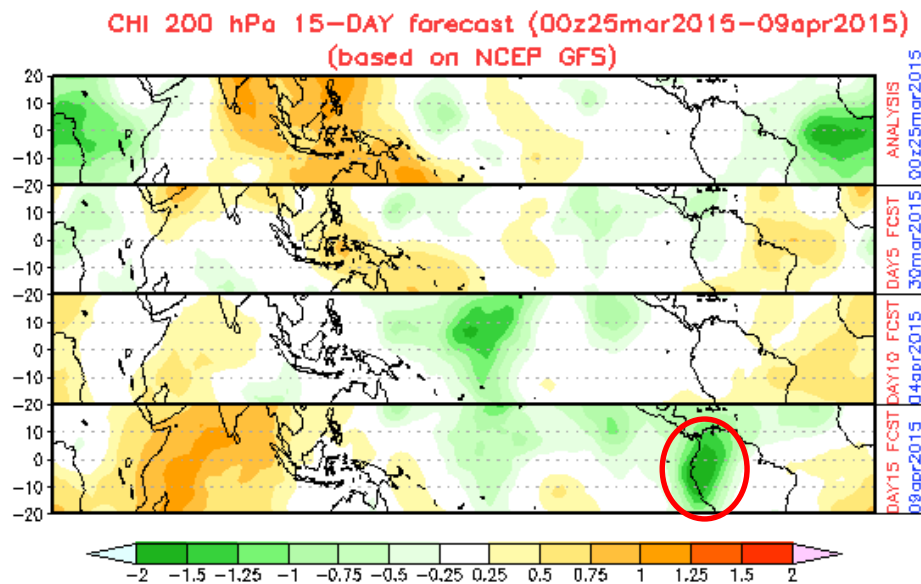 CHI 200 hPa 15-DAY forecast (00z25mar2015-09apr2015)
(based on NCEP GFS)
20
10
0
-10
-20
ANALYSIS
00z25mar2015
20
10
0
-10
-20
DAY5 FCST
30mar2015
20
10
0
-10
-20
DAY10 FCST
04apr2015
20
10
0
-10
-20
DAY15 FCST
09apr2015
-2 -1.5 -1.25 -1 -0.75 -0.5 -0.25 0.25 0.5 0.75 1 1.25 1.5 2